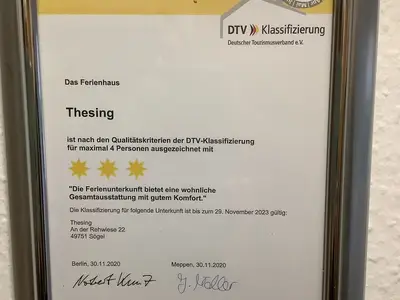 DTV Klassifizierung
Deutscher Tourismusverband e.V.
Das Ferienhaus
Thesing
ist nach den Qualitätskriterien der DTV-Klassifizierung
für maximal 4 Personen ausgezeichnet mit
"Die Ferienunterkunft bietet eine wohnliche
Gesamtausstattung mit gutem Komfort."
Die Klassifizierung für folgende Unterkunft ist bis zum 29. November 2023 gültig:
Thesing
An der Rehwiese 22
49751 Sögel
Berlin, 30.11.2020 Meppen, 30.11.2020